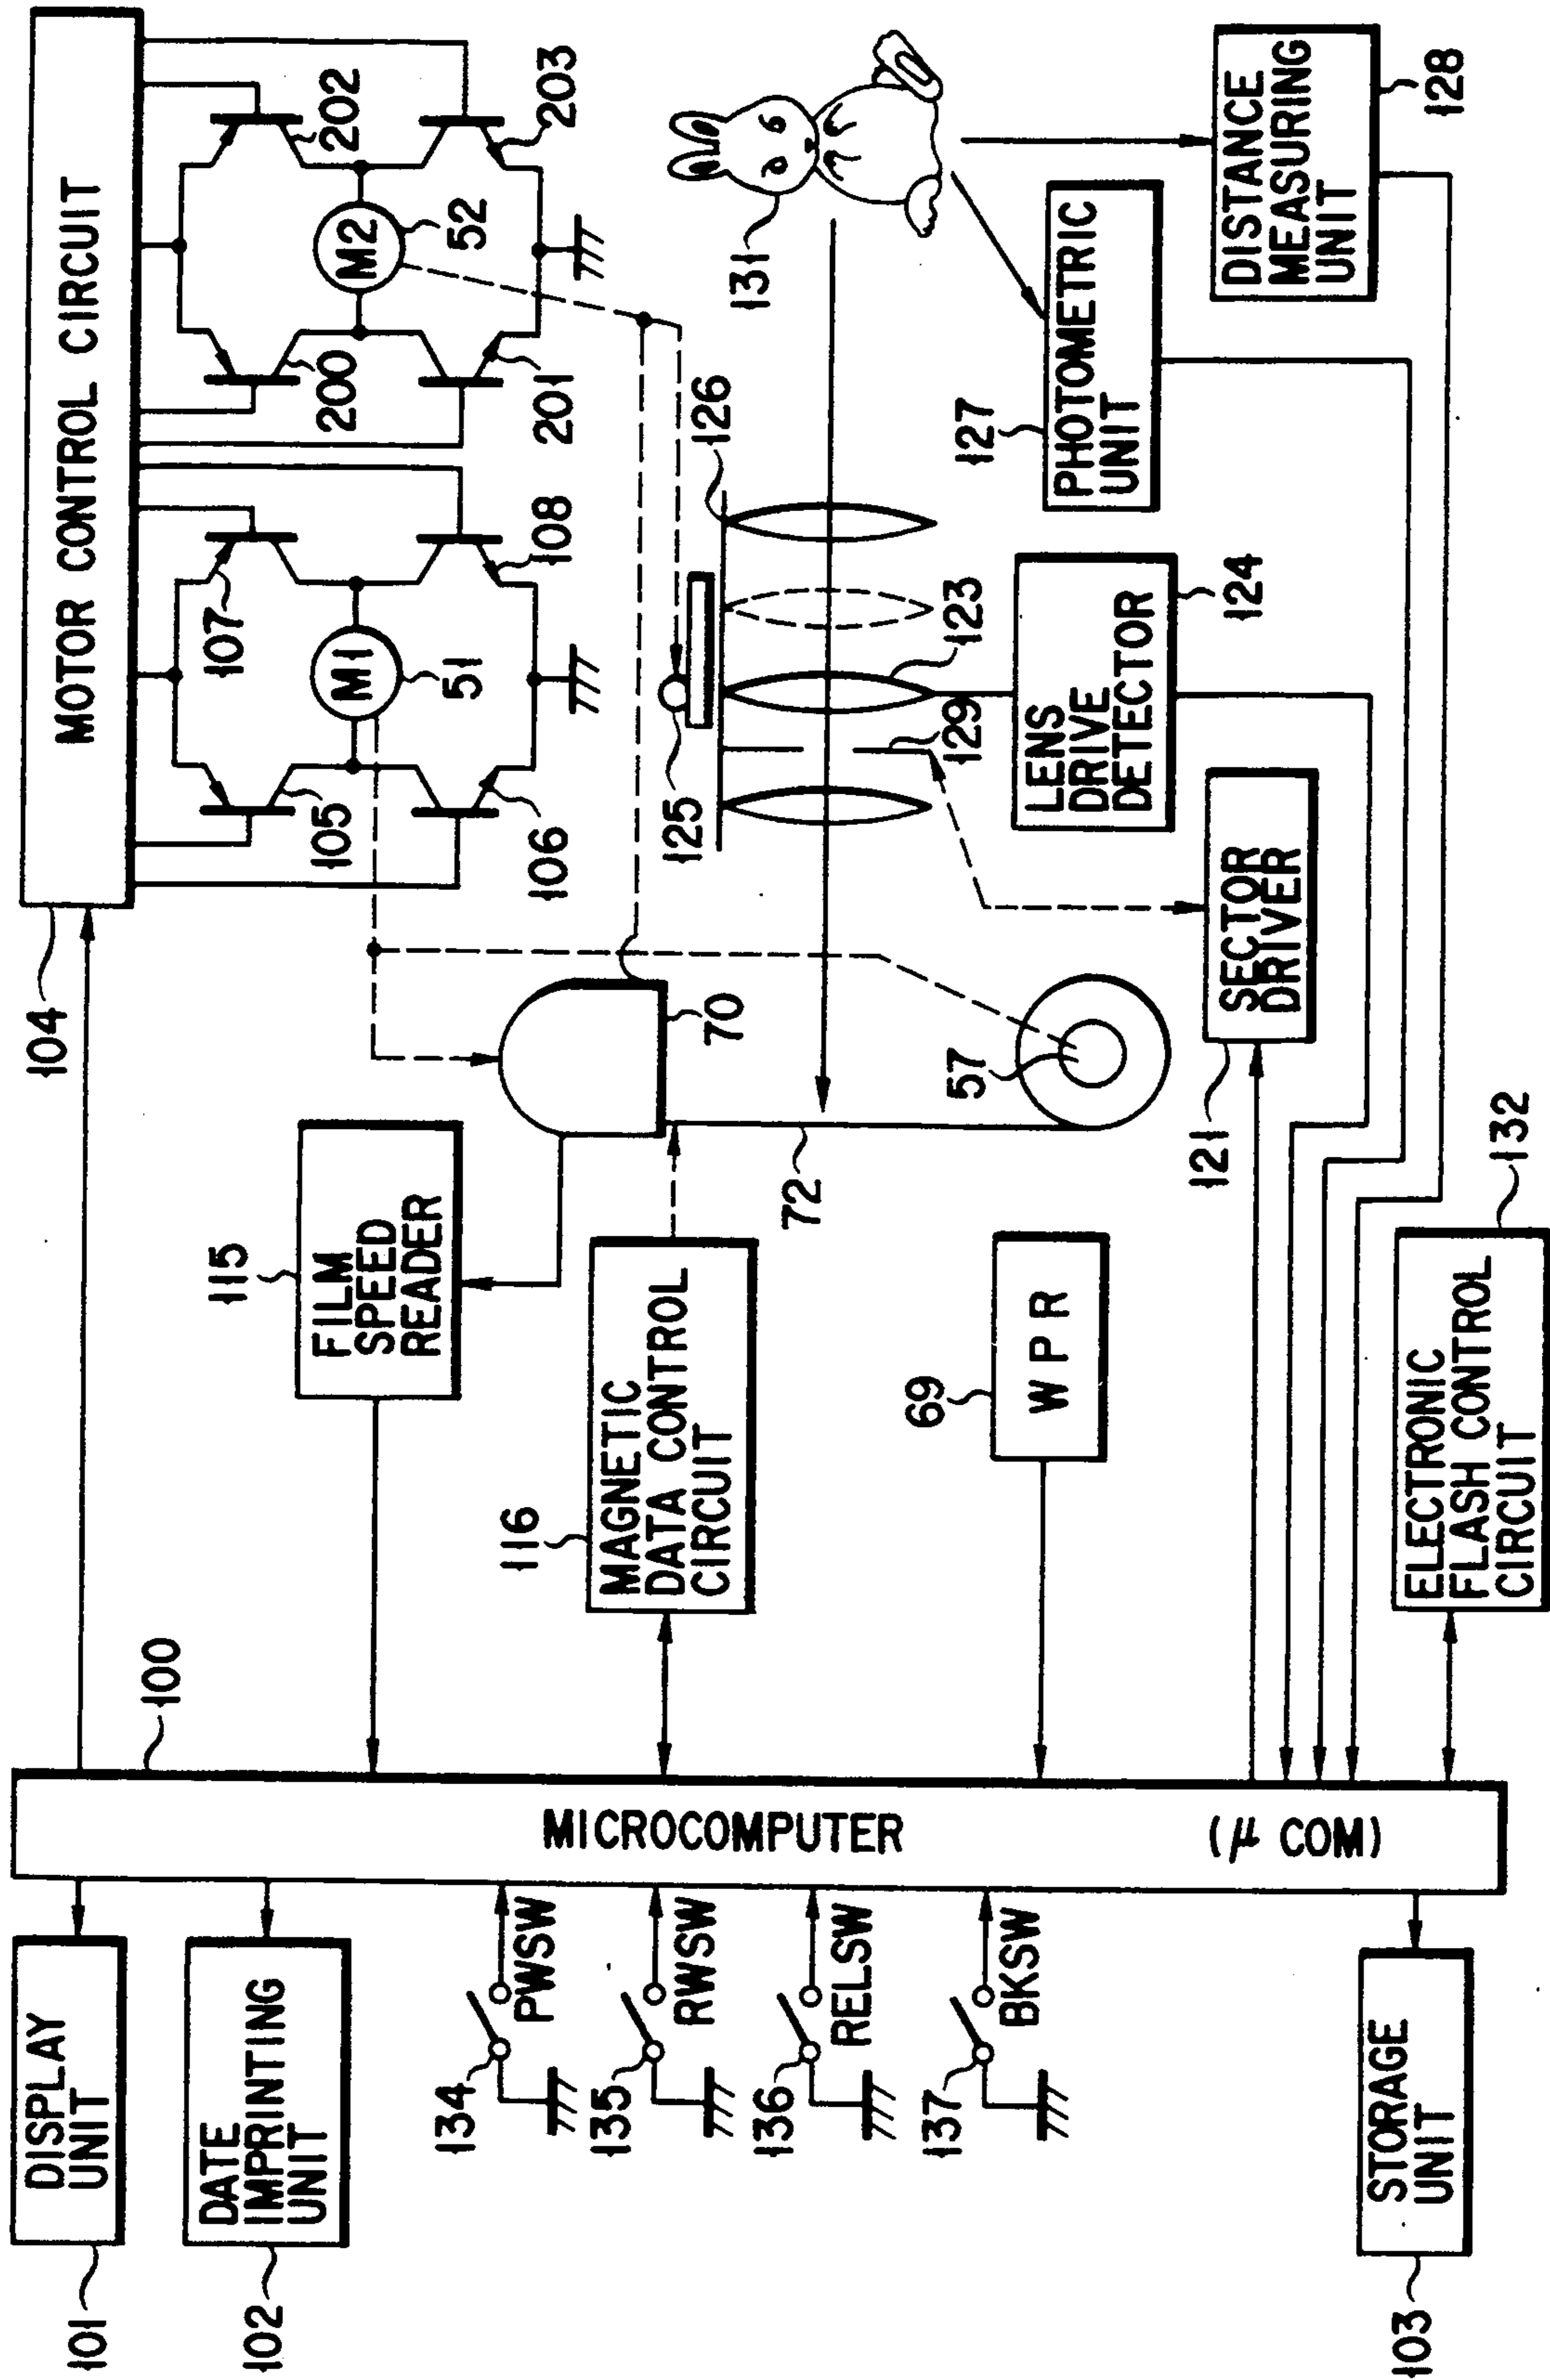 101
DISPLAY
UNIT
102
DATE
IMPRINTING
UNIT
134
PWSW
135
RWSW
136
RELSW
137
BKSW
103
STORAGE
UNIT
100
MICROCOMPUTER
(μ COM)
104
MOTOR CONTROL CIRCUIT
115
FILM
SPEED
READER
116
MAGNETIC
DATA CONTROL
CIRCUIT
69
WPR
132
ELECTRONIC
FLASH CONTROL
CIRCUIT
105
106
107
108
M1
51
200
201
202
203
M2
52
70
72
57
125
126
123
129
131
121
SECTOR
DRIVER
124
LENS
DRIVE
DETECTOR
127
PHOTOMETRIC
UNIT
128
DISTANCE
MEASURING
UNIT